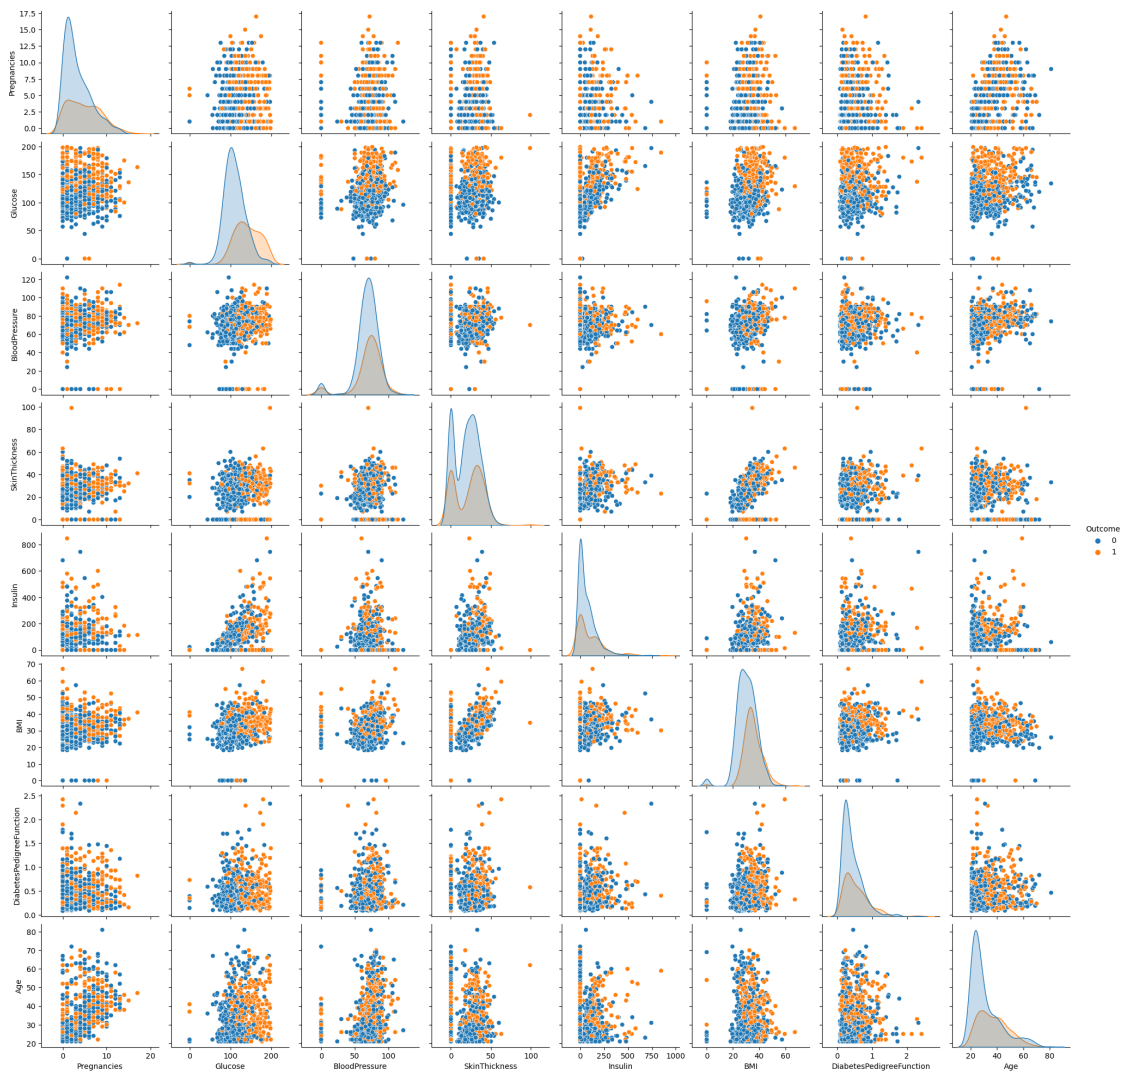 17.5
15.0
12.5
10.0
7.5
5.0
2.5
0.0
Pregnancies
200
150
100
50
0
Glucose
120
100
80
60
40
20
0
BloodPressure
100
80
60
40
20
0
SkinThickness
Outcome
0
1
800
600
400
200
0
Insulin
70
60
50
40
30
20
10
0
BMI
2.5
2.0
1.5
1.0
0.5
0.0
DiabetesPedigreeFunction
80
70
60
50
40
30
20
Age
0 10 20
0 100 200
0 50 100
0 50 100
0 250 500 750 1000
0 20 40 60
0 1 2
20 40 60 80
Pregnancies
Glucose
BloodPressure
SkinThickness
Insulin
BMI
DiabetesPedigreeFunction
Age